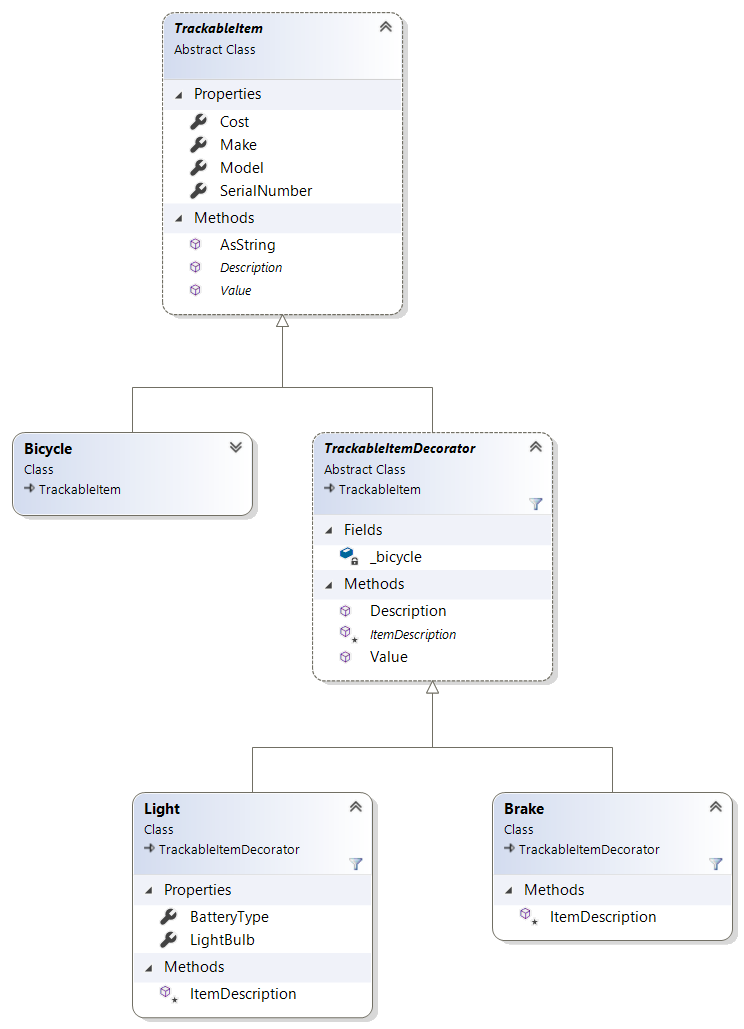 TrackableItem
Abstract Class
Properties
Cost
Make
Model
SerialNumber
Methods
AsString
Description
Value
Bicycle
Class
TrackableItem
TrackableItemDecorator
Abstract Class
TrackableItem
Fields
_bicycle
Methods
Description
ItemDescription
Value
Light
Class
TrackableItemDecorator
Properties
BatteryType
LightBulb
Methods
ItemDescription
Brake
Class
TrackableItemDecorator
Methods
ItemDescription